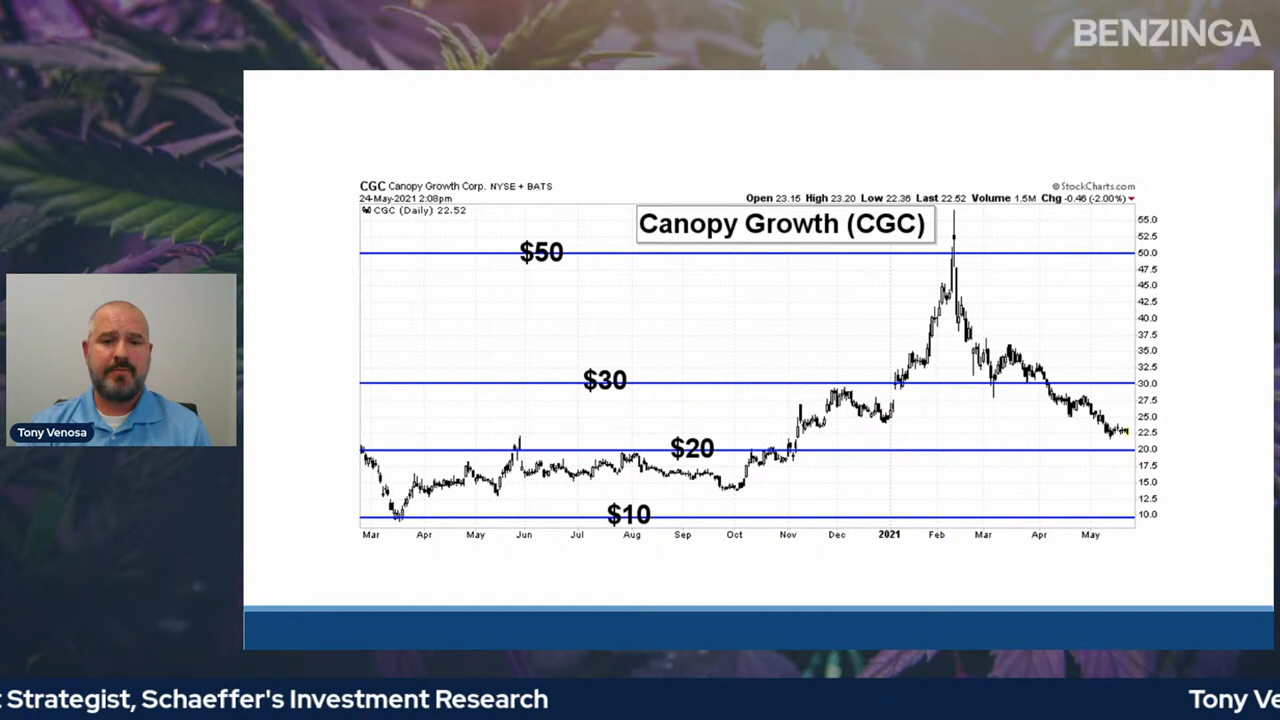 BENZINGA
CGC Canopy Growth Corp. NYSE + BATS
© StockCharts.com
24-May-2021 2:08pm
Open 23.15 High 23.20 Low 22.36 Last 22.52 Volume 1.5M Chg -0.46 (-2.00%)
CGC (Daily) 22.52
Canopy Growth (CGC)
$50
$30
$20
$10
55.0
52.5
50.0
47.5
45.0
42.5
40.0
37.5
35.0
32.5
30.0
27.5
25.0
22.5
20.0
17.5
15.0
12.5
10.0
Mar Apr May Jun Jul Aug Sep Oct Nov Dec 2021 Feb Mar Apr May
Tony Venosa
t Strategist, Schaeffer's Investment Research
Tony Ve